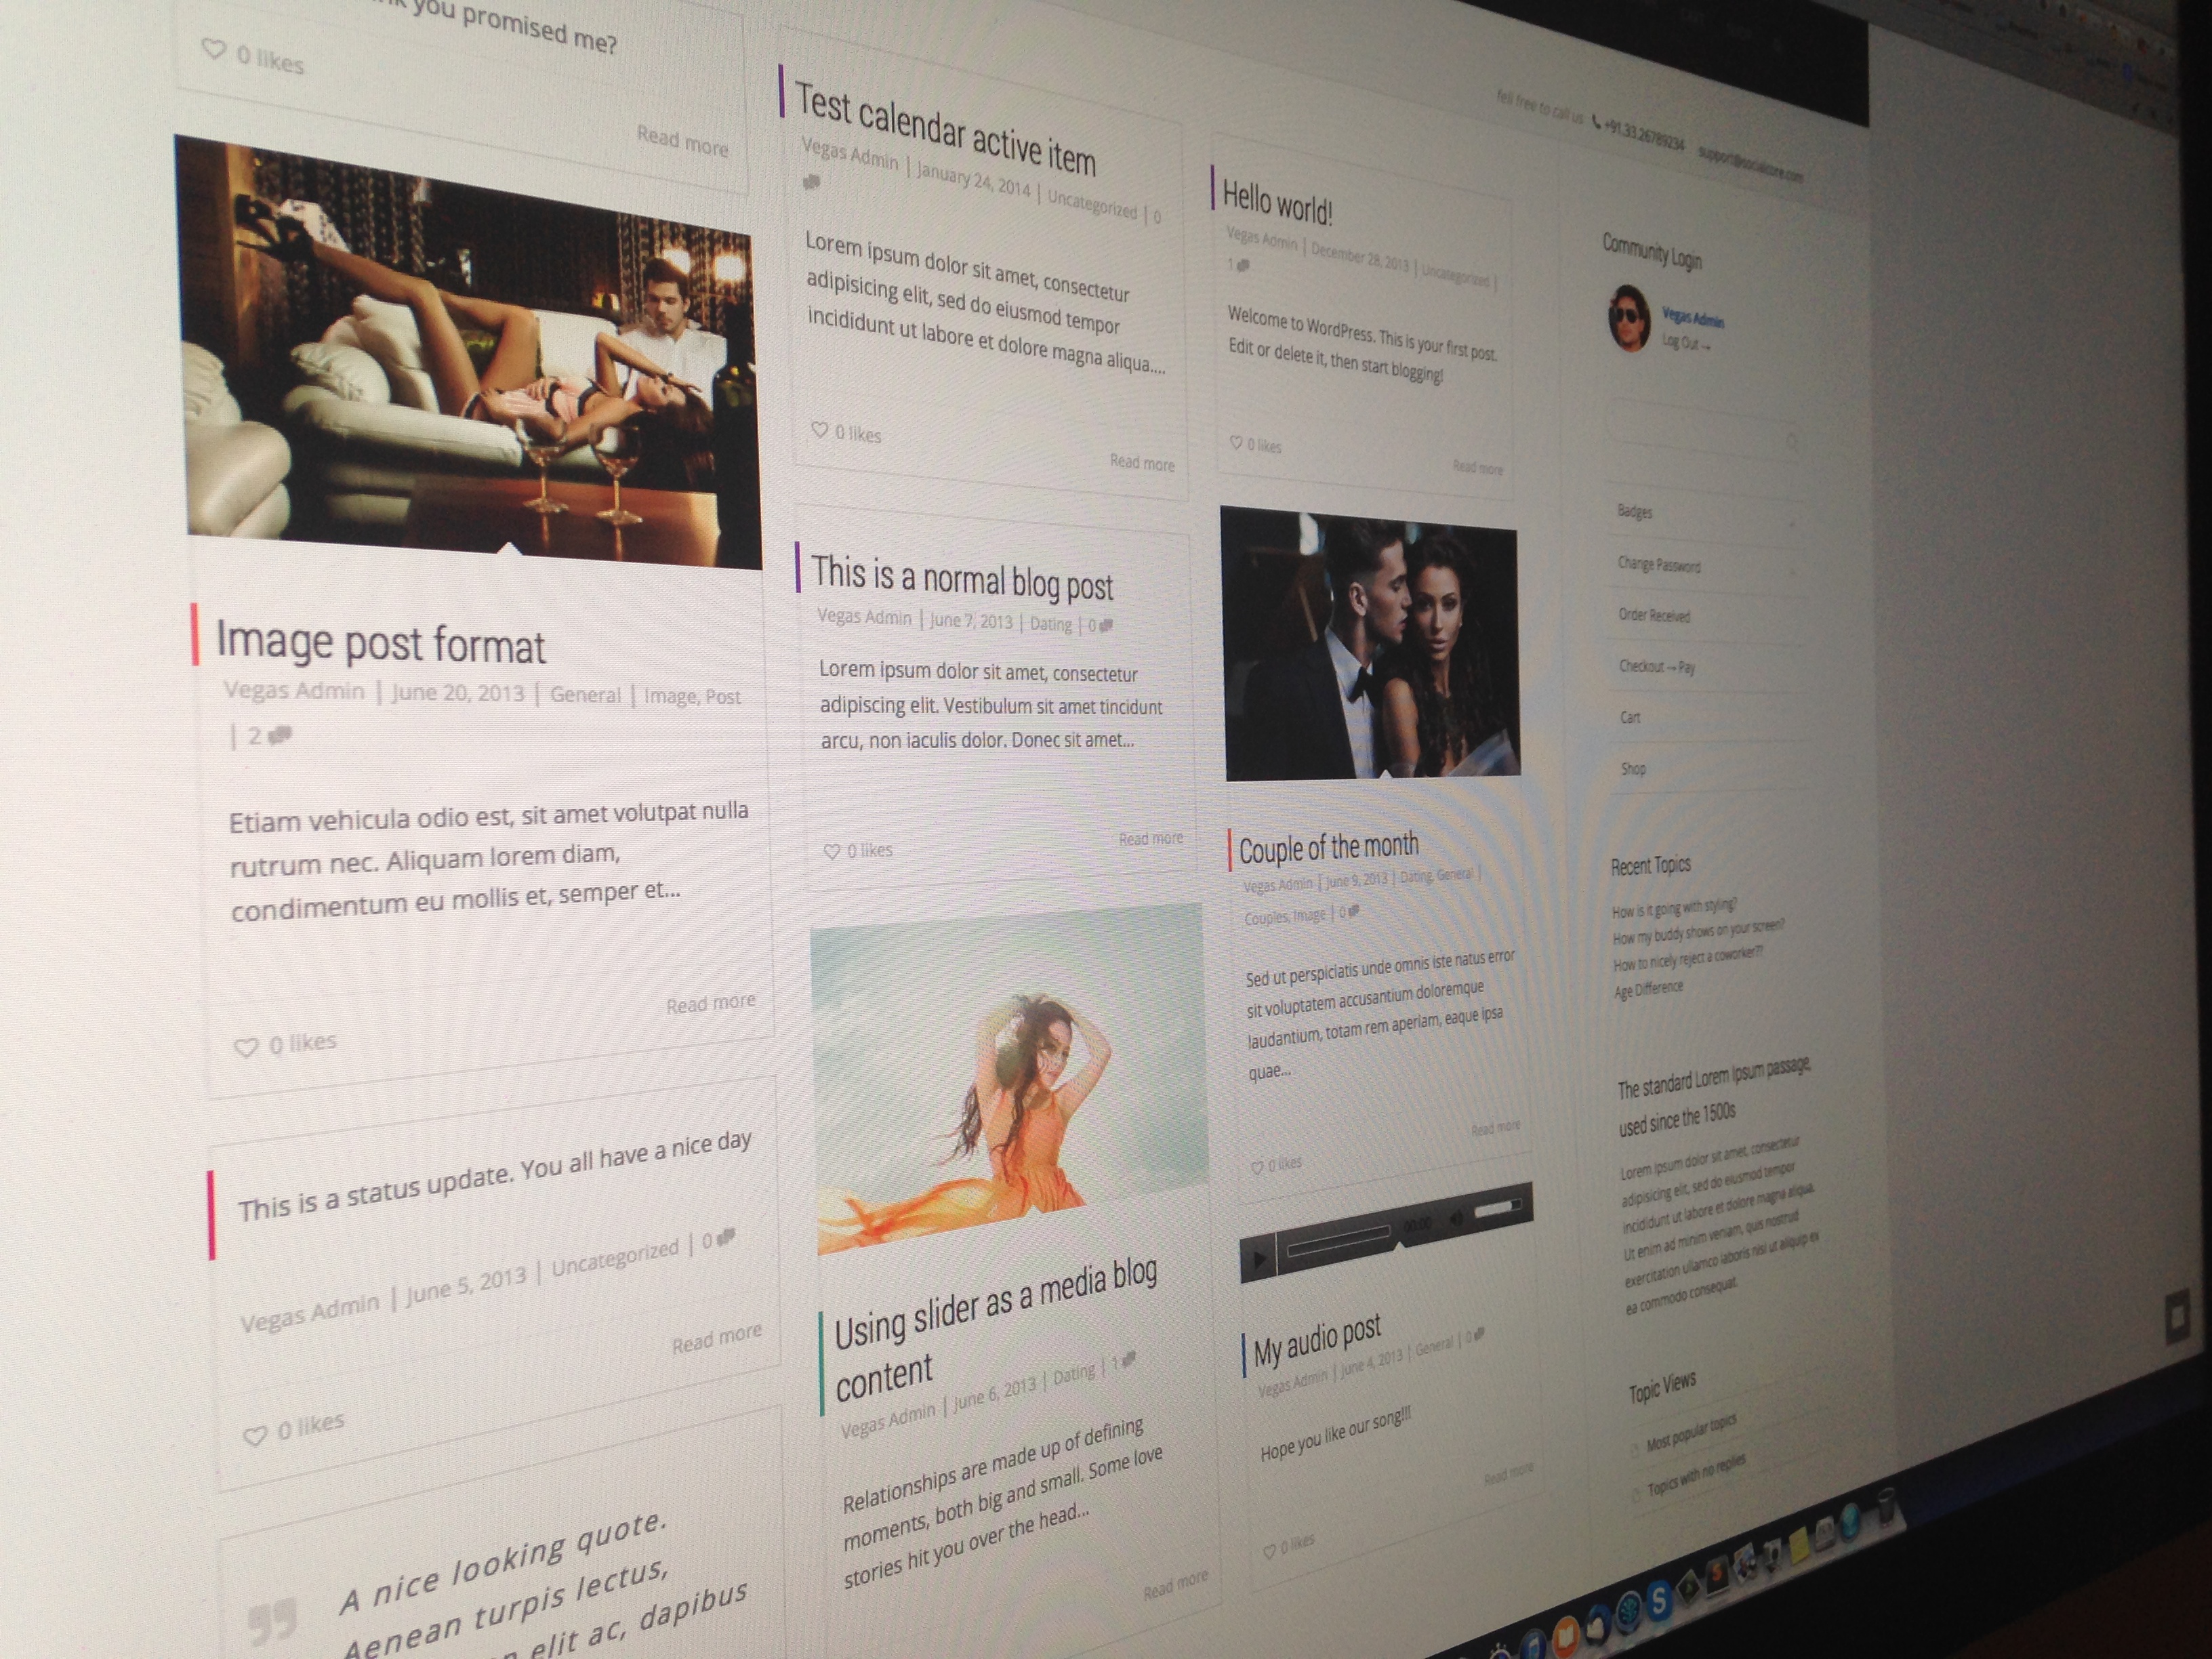 you promised me?
0 likes
Read more
Image post format
Vegas Admin | June 20, 2013 | General | Image, Post
| 2
Etiam vehicula odio est, sit amet volutpat nulla
rutrum nec. Aliquam lorem diam,
condimentum eu mollis et, semper et...
Read more
0 likes
This is a status update. You all have a nice day
Vegas Admin | June 5, 2013 | Uncategorized | 0
Read more
0 likes
A nice looking quote.
Aenean turpis lectus,
elit ac, dapibus
Test calendar active item
Vegas Admin | January 24, 2014 | Uncategorized | 0
Lorem ipsum dolor sit amet, consectetur
adipisicing elit, sed do eiusmod tempor
incididunt ut labore et dolore magna aliqua....
0 likes
Read more
This is a normal blog post
Vegas Admin | June 7, 2013 | Dating | 0
Lorem ipsum dolor sit amet, consectetur
adipiscing elit. Vestibulum sit amet tincidunt
arcu, non iaculis dolor. Donec sit amet...
0 likes
Read more
Using slider as a media blog
content
Vegas Admin | June 6, 2013 | Dating | 1
Relationships are made up of defining
moments, both big and small. Some love
stories hit you over the head...
Read more
Hello world!
Vegas Admin | December 28, 2013 | Uncategorized |
1
Welcome to WordPress. This is your first post.
Edit or delete it, then start blogging!
0 likes
Read more
Couple of the month
Vegas Admin | June 9, 2013 | Dating, General |
Couples, Image | 0
Sed ut perspiciatis unde omnis iste natus error
sit voluptatem accusantium doloremque
laudantium, totam rem aperiam, eaque ipsa
quae...
Read more
0 likes
00:00
My audio post
Vegas Admin | June 4, 2013 | General | 0
Hope you like our song!!!
Read more
0 likes
fell free to call us +91.33.26789234
Community Login
Vegas Admin
Log Out →
Badges
Change Password
Order Received
Checkout → Pay
Cart
Shop
Recent Topics
How is it going with styling?
How my buddy shows on your screen?
How to nicely reject a coworker??
Age Difference
The standard Lorem Ipsum passage,
used since the 1500s
Lorem ipsum dolor sit amet, consectetur
adipisicing elit, sed do eiusmod tempor
incididunt ut labore et dolore magna aliqua.
Ut enim ad minim veniam, quis nostrud
exercitation ullamco laboris nisi ut aliquip ex
ea commodo consequat.
Topic Views
Most popular topics
Topics with no replies